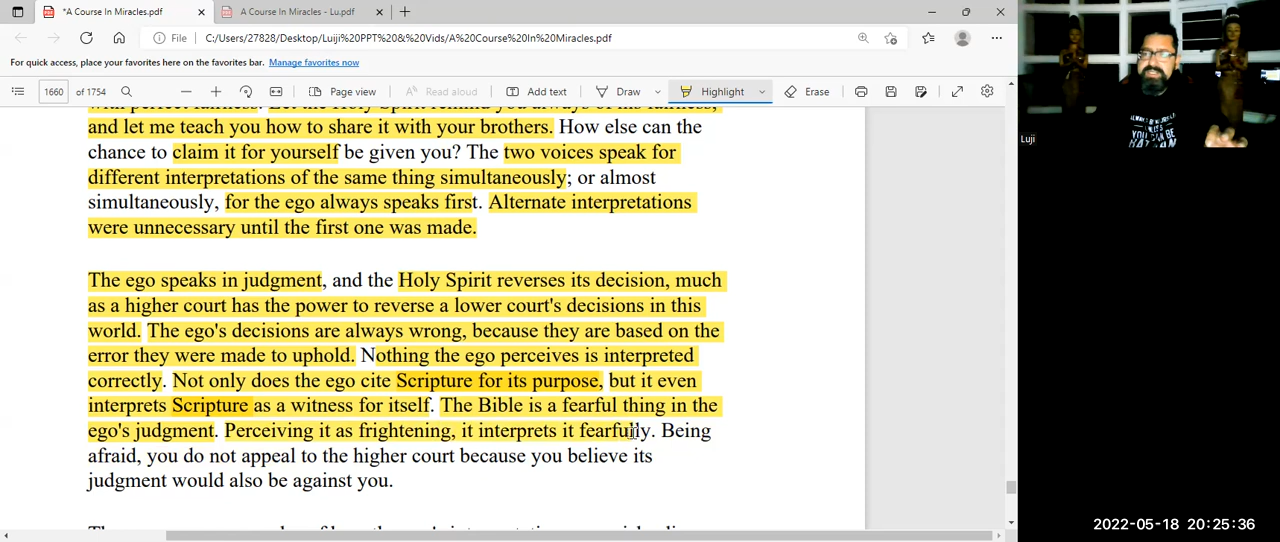 *A Course In Miracles.pdf
A Course In Miracles - Lu.pdf
File
C:/Users/27828/Desktop/Luiji%20PPT%20&%20Vids/A%20Course%20In%20Miracles.pdf
For quick access, place your favorites here on the favorites bar. Manage favorites now
1660 of 1754
Page view
Read aloud
Add text
Draw
Highlight
Erase
and let me teach you how to share it with your brothers. How else can the
chance to claim it for yourself be given you? The two voices speak for
different interpretations of the same thing simultaneously; or almost
simultaneously, for the ego always speaks first. Alternate interpretations
were unnecessary until the first one was made.
The ego speaks in judgment, and the Holy Spirit reverses its decision, much
as a higher court has the power to reverse a lower court's decisions in this
world. The ego's decisions are always wrong, because they are based on the
error they were made to uphold. Nothing the ego perceives is interpreted
correctly. Not only does the ego cite Scripture for its purpose, but it even
interprets Scripture as a witness for itself. The Bible is a fearful thing in the
ego's judgment. Perceiving it as frightening, it interprets it fearfully. Being
afraid, you do not appeal to the higher court because you believe its
judgment would also be against you.
Luji
YOU CAN BE
2022-05-18 20:25:36